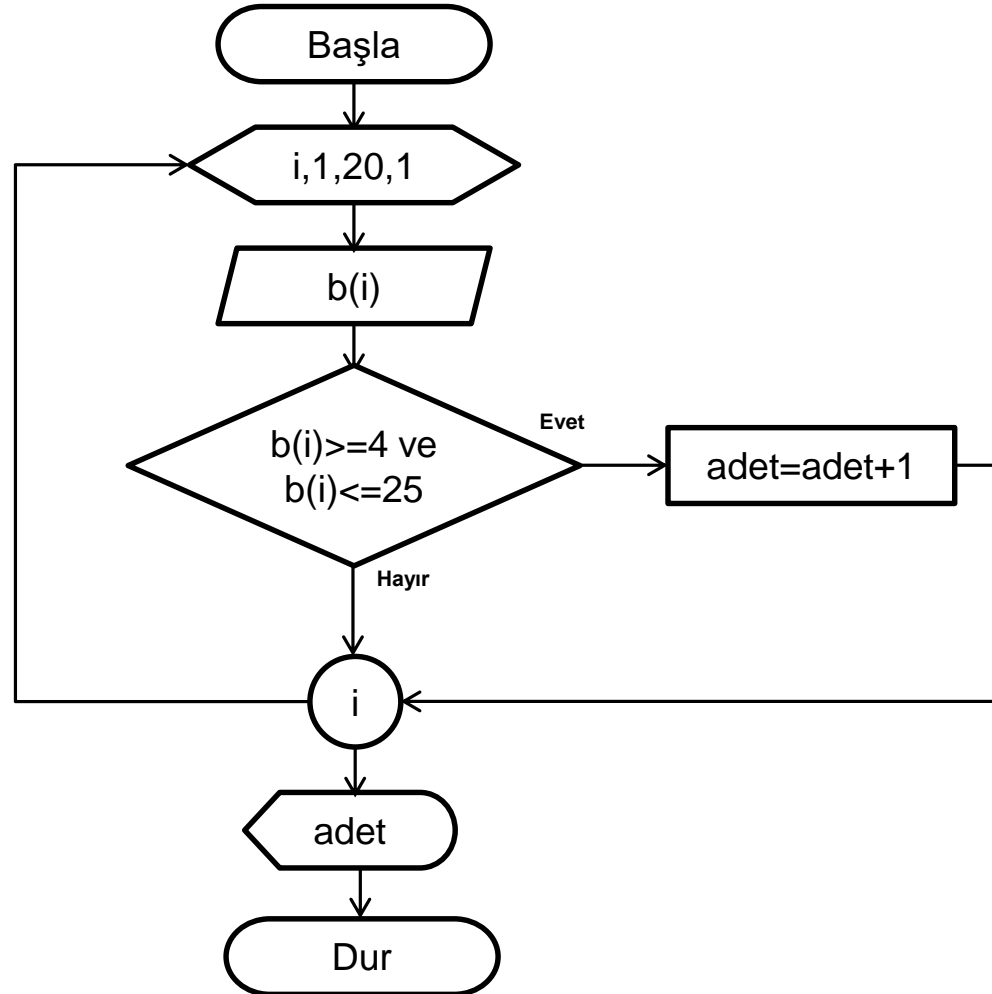 Başla
i,1,20,1
b(i)
b(i)>=4 ve
b(i)<=25
Evet
adet=adet+1
Hayır
i
adet
Dur